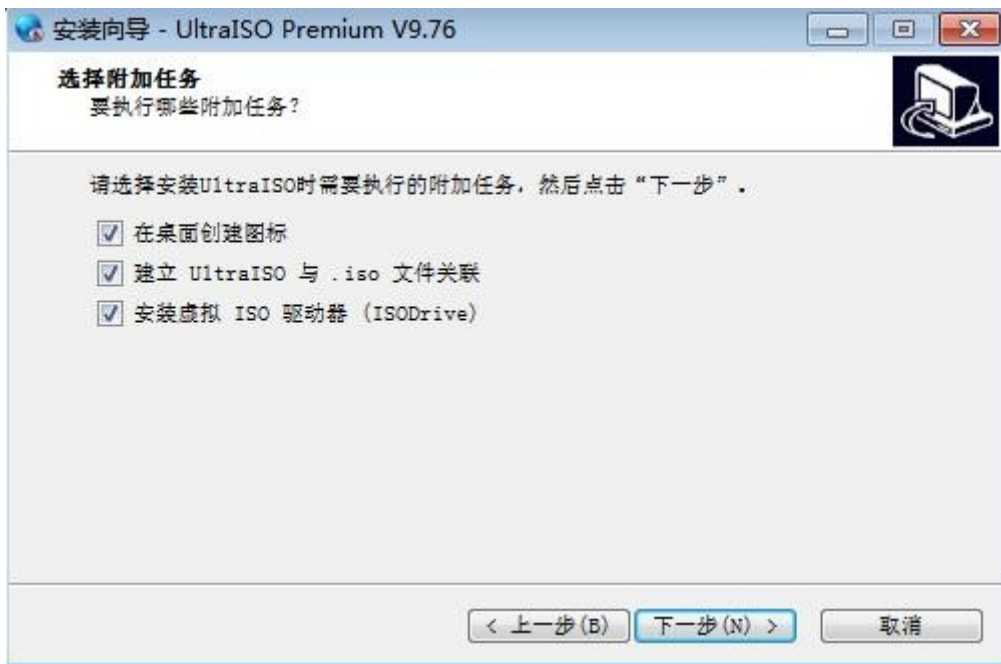 安装向导 - UltraISO Premium V9.76
选择附加任务
要执行哪些附加任务?
请选择安装UltraISO时需要执行的附加任务，然后点击“下一步”.
在桌面创建图标
建立 UltraISO 与 .iso 文件关联
安装虚拟 ISO 驱动器 (ISODrive)
< 上一步(B) 下一步(N) > 取消